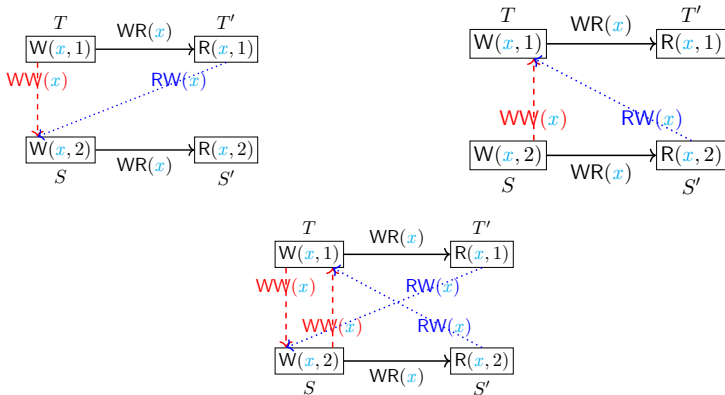 T WR(x) T′
W(x, 1) R(x, 1)
WW(x) RW(x)
W(x, 2) R(x, 2)
S WR(x) S′
T WR(x) T′
W(x, 1) R(x, 1)
WW(x) RW(x)
W(x, 2) R(x, 2)
S WR(x) S′
T WR(x) T′
W(x, 1) R(x, 1)
WW(x) RW(x)
WW(x) RW(x)
W(x, 2) R(x, 2)
S WR(x) S′